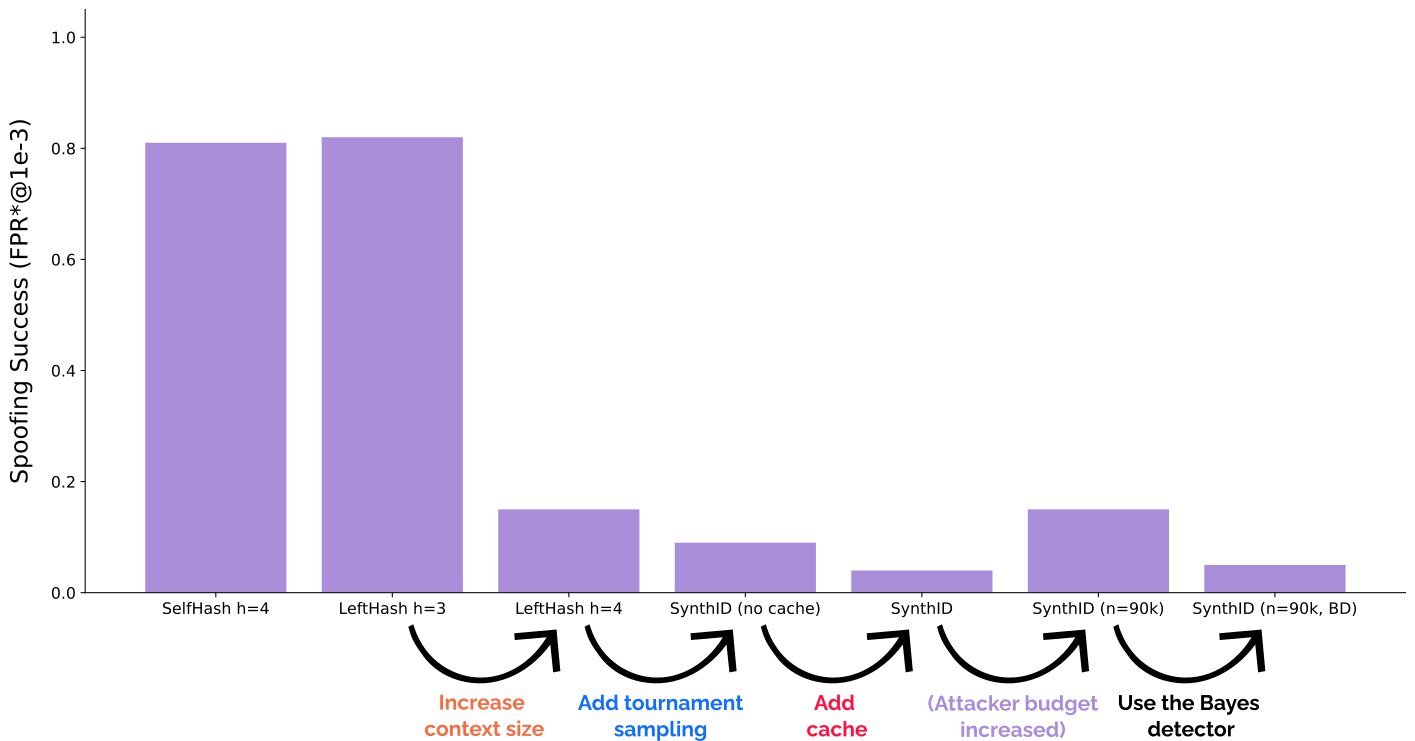 Spoofing Success (FPR*@1e-3)
1.0
0.8
0.6
0.4
0.2
0.0
SelfHash h=4
LeftHash h=3
LeftHash h=4
SynthID (no cache)
SynthID
SynthID (n=90k)
SynthID (n=90k, BD)
Increase
context size
Add tournament
sampling
Add
cache
(Attacker budget
increased)
Use the Bayes
detector